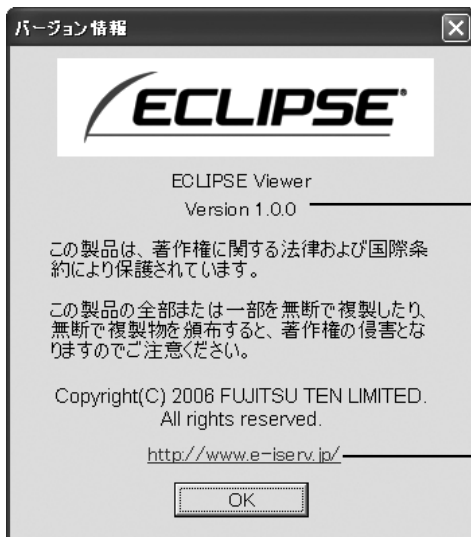 バージョン情報
ECLIPSE
ECLIPSE Viewer
Version 1.0.0
この製品は、著作権に関する法律および国際条
約により保護されています。
この製品の全部または一部を無断で複製したり、
無断で複製物を頒布すると、著作権の侵害とな
りますのでご注意ください。
Copyright(C) 2006 FUJITSU TEN LIMITED.
All rights reserved.
http://www.e-iserv.jp/
OK